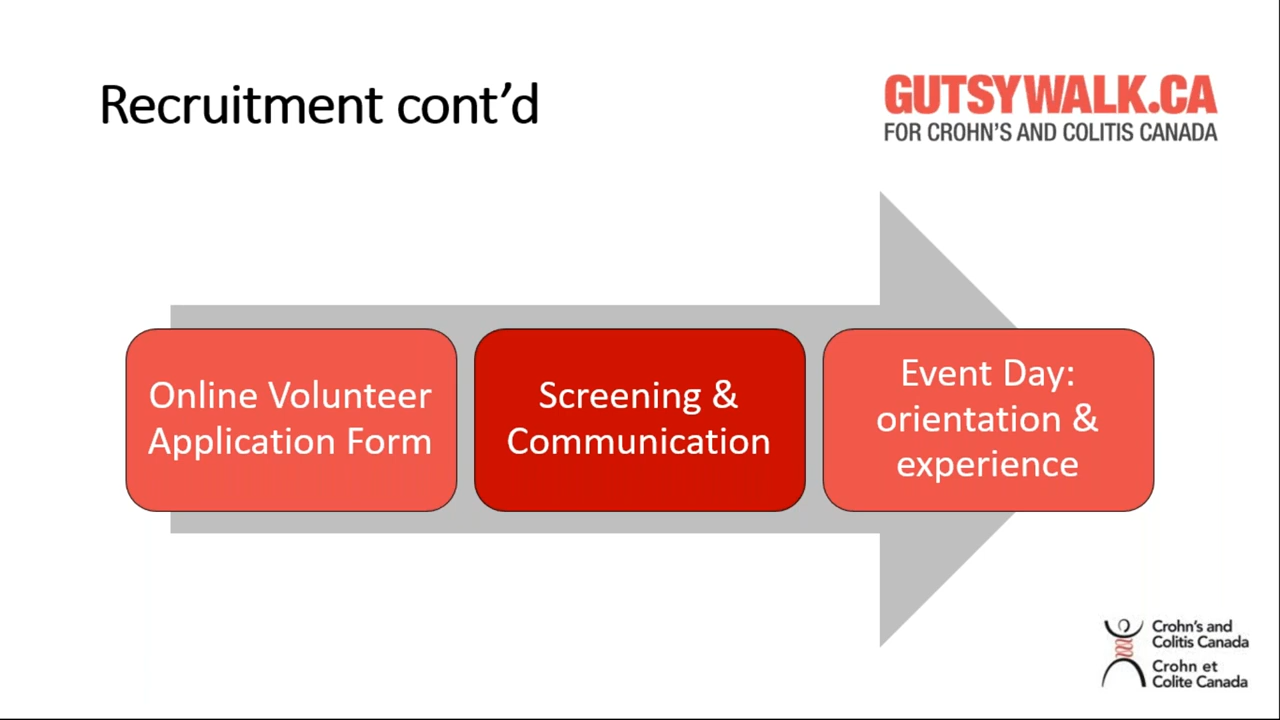 Recruitment cont’d
GUTSYWALK.CA
FOR CROHN’S AND COLITIS CANADA
Online Volunteer
Application Form
Screening &
Communication
Event Day:
orientation &
experience
Crohn’s and
Colitis Canada
Crohn et
Colite Canada